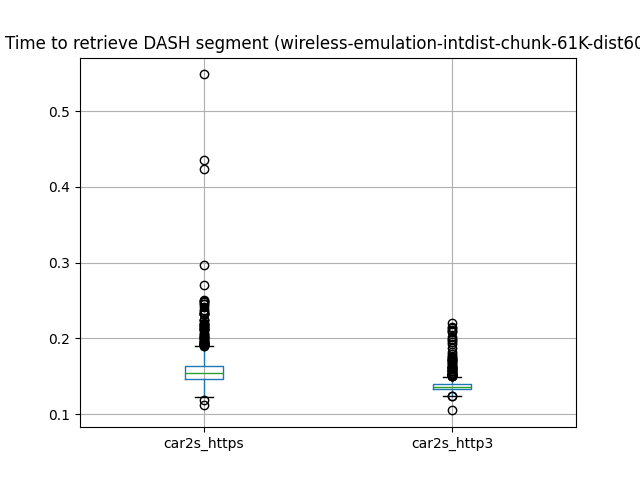 Time to retrieve DASH segment (wireless-emulation-intdist-chunk-61K-dist60
0.5
0.4
0.3
0.2
0.1
car2s_https car2s_http3